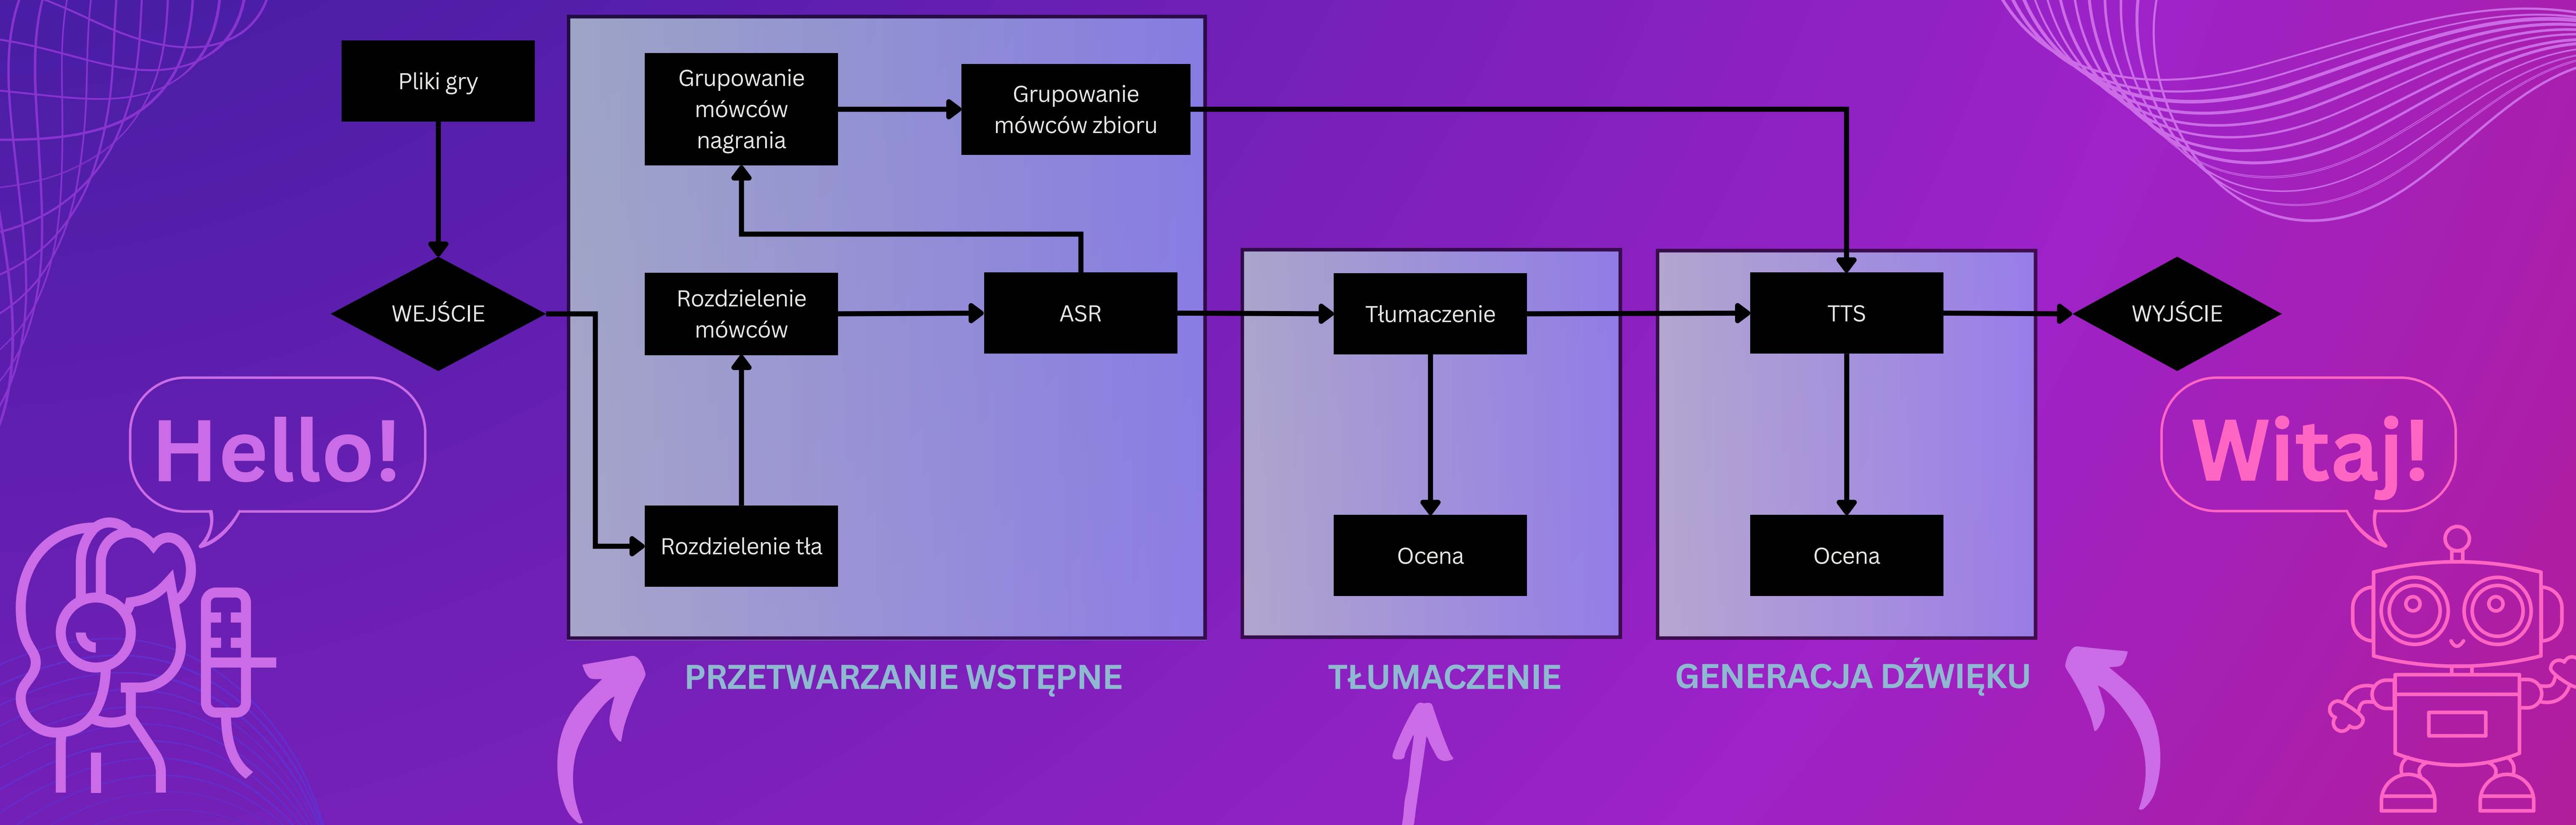 Pliki gry
WEJŚCIE
Hello!
Grupowanie
mówców
nagrania
Grupowanie
mówców zbioru
Rozdzielenie
mówców
ASR
Rozdzielenie tła
PRZETWARZANIE WSTĘPNE
Tłumaczenie
Ocena
TŁUMACZENIE
TTS
Ocena
GENERACJA DŹWIĘKU
WYJŚCIE
Witaj!